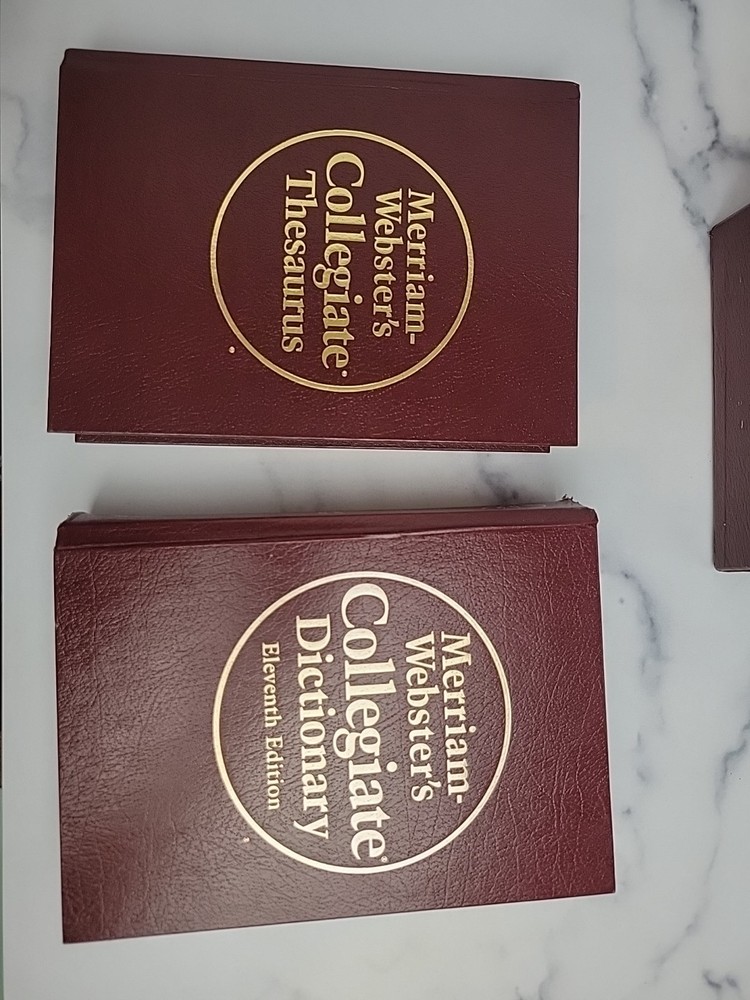 Merriam-
Webster's
Collegiate®
Thesaurus
Merriam-
Webster's
Collegiate®
Dictionary
Eleventh Edition